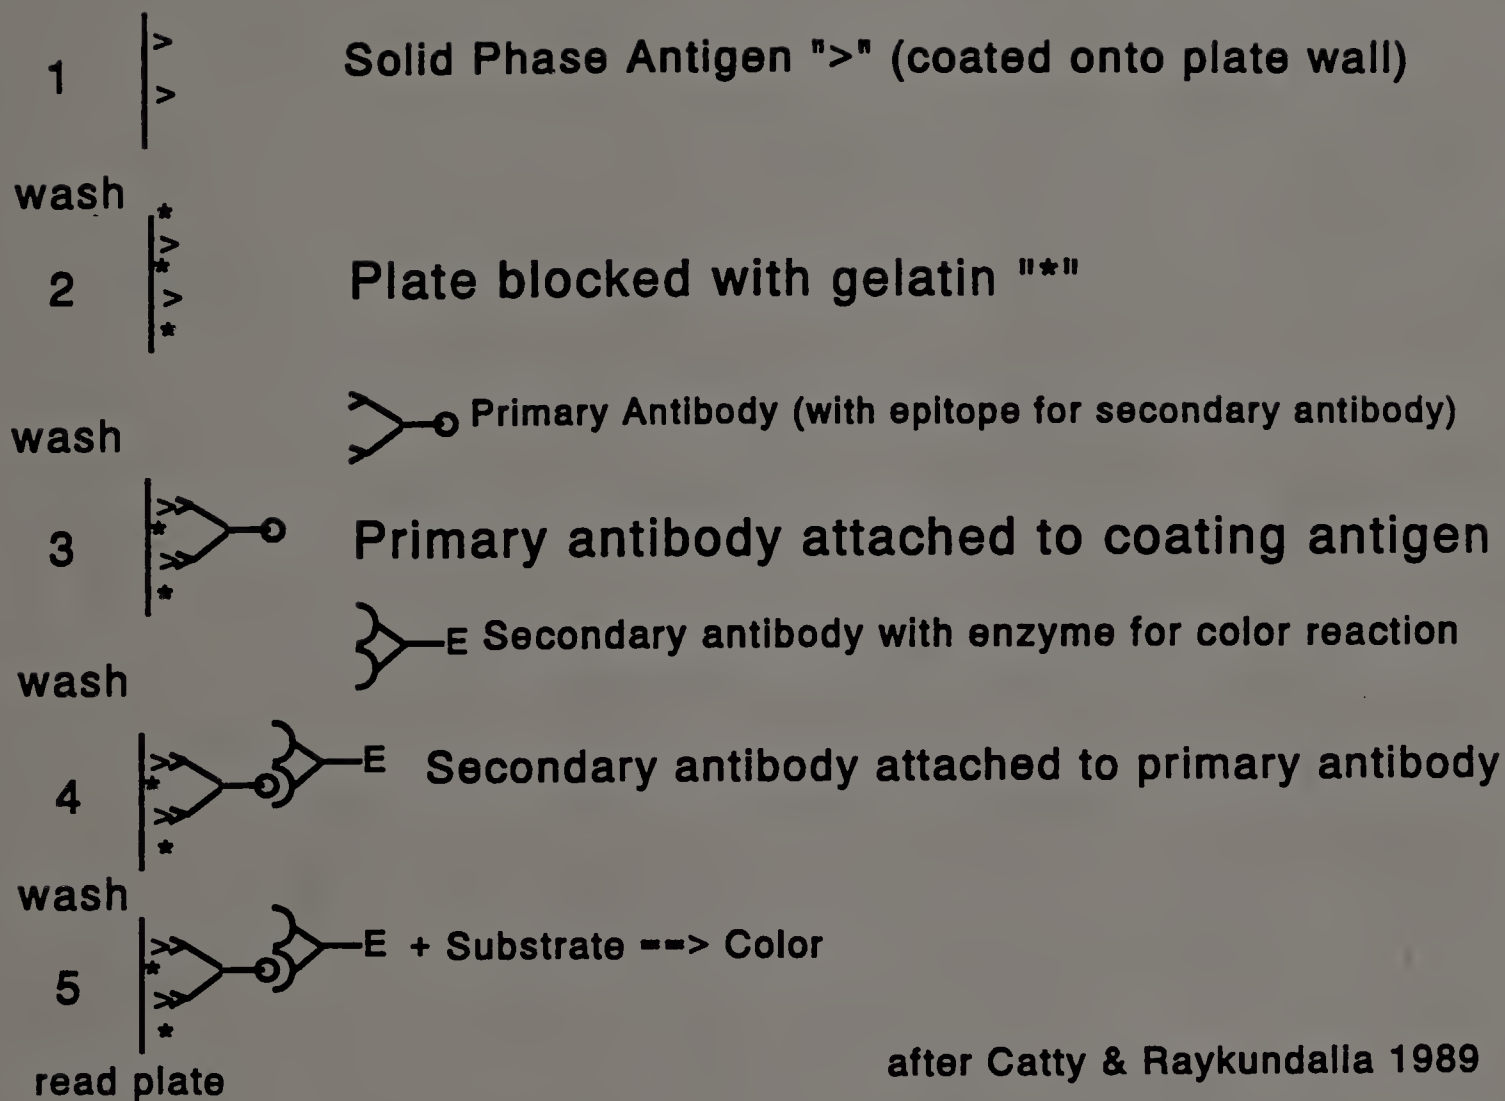 1 Solid Phase Antigen ">" (coated onto plate wall)
wash
2 Plate blocked with gelatin "*"
Primary Antibody (with epitope for secondary antibody)
wash
3 Primary antibody attached to coating antigen
E Secondary antibody with enzyme for color reaction
wash
4 E Secondary antibody attached to primary antibody
wash
5 E + Substrate ==> Color
after Catty & Raykundalia 1989
read plate